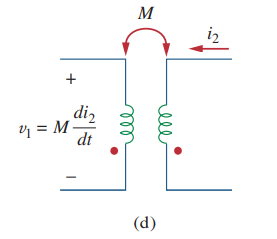 M
i₂
+
v₁ = M di₂/dt
–
(d)